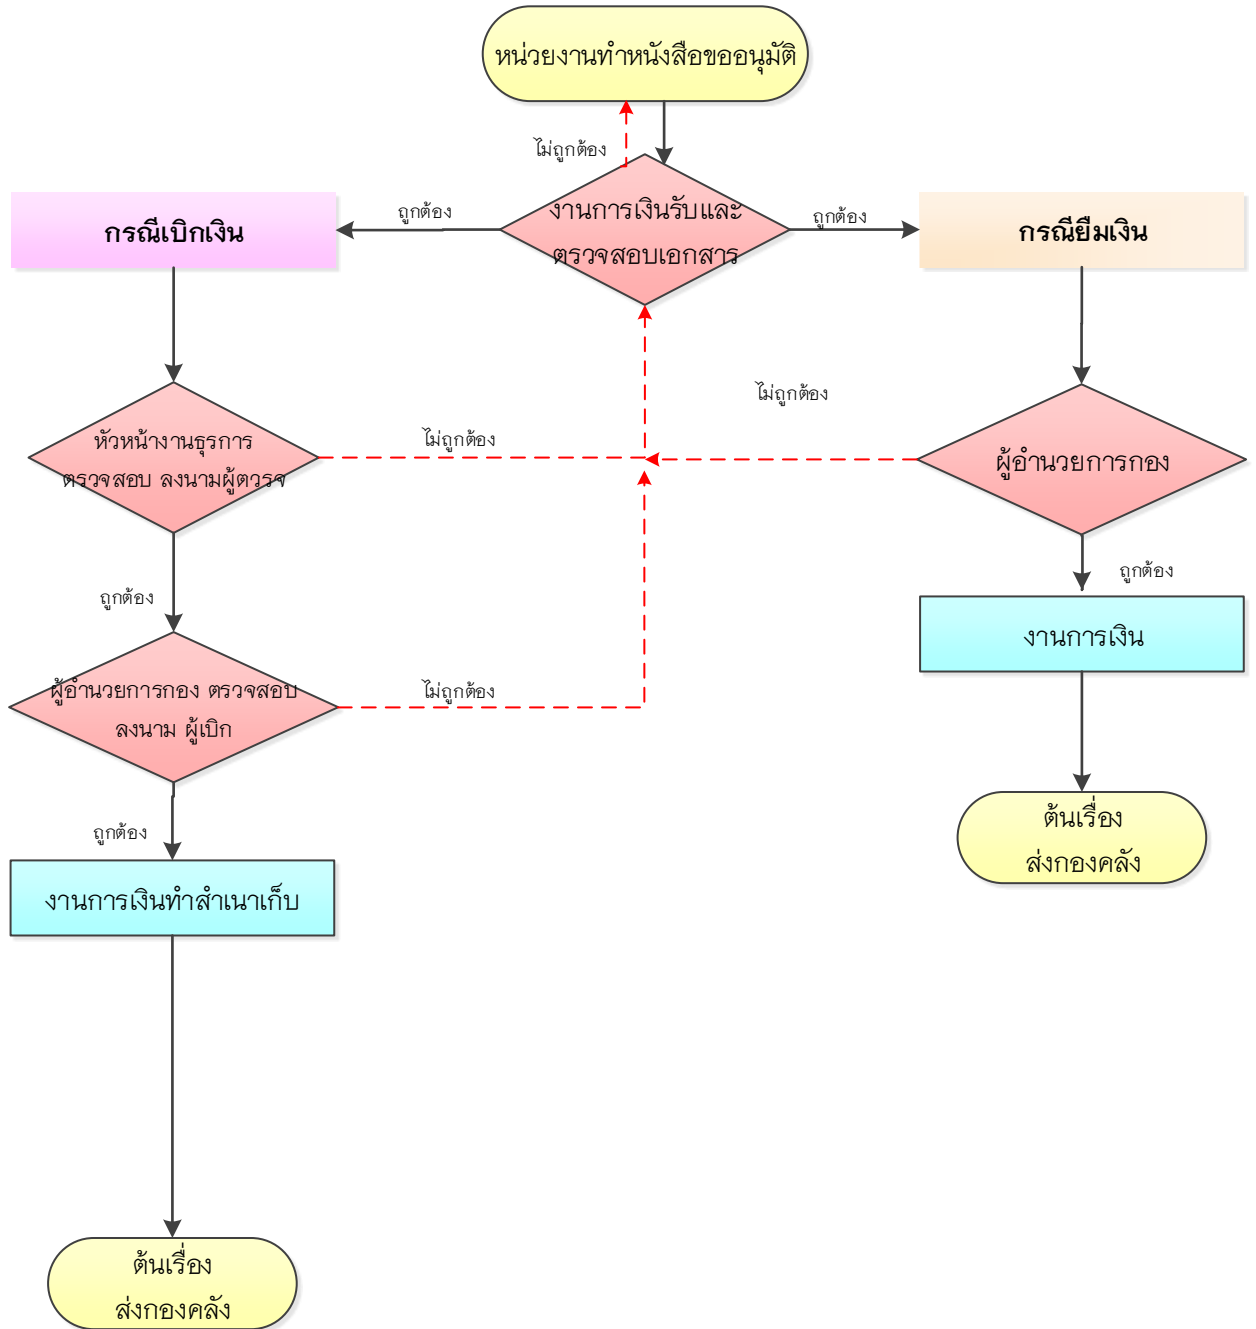 หน่วยงานทำหนังสือขออนุมัติ
ไม่ถูกต้อง
งานการเงินรับและ
ตรวจสอบเอกสาร
ถูกต้อง
ถูกต้อง
กรณีเบิกเงิน
กรณียืมเงิน
ไม่ถูกต้อง
หัวหน้างานธุรการ
ตรวจสอบ ลงนามผู้ตวรจ
ไม่ถูกต้อง
ผู้อำนวยการกอง
ถูกต้อง
ถูกต้อง
งานการเงิน
ผู้อำนวยการกอง ตรวจสอบ
ลงนาม ผู้เบิก
ไม่ถูกต้อง
ต้นเรื่อง
ส่งกองคลัง
ถูกต้อง
งานการเงินทำสำเนาเก็บ
ต้นเรื่อง
ส่งกองคลัง